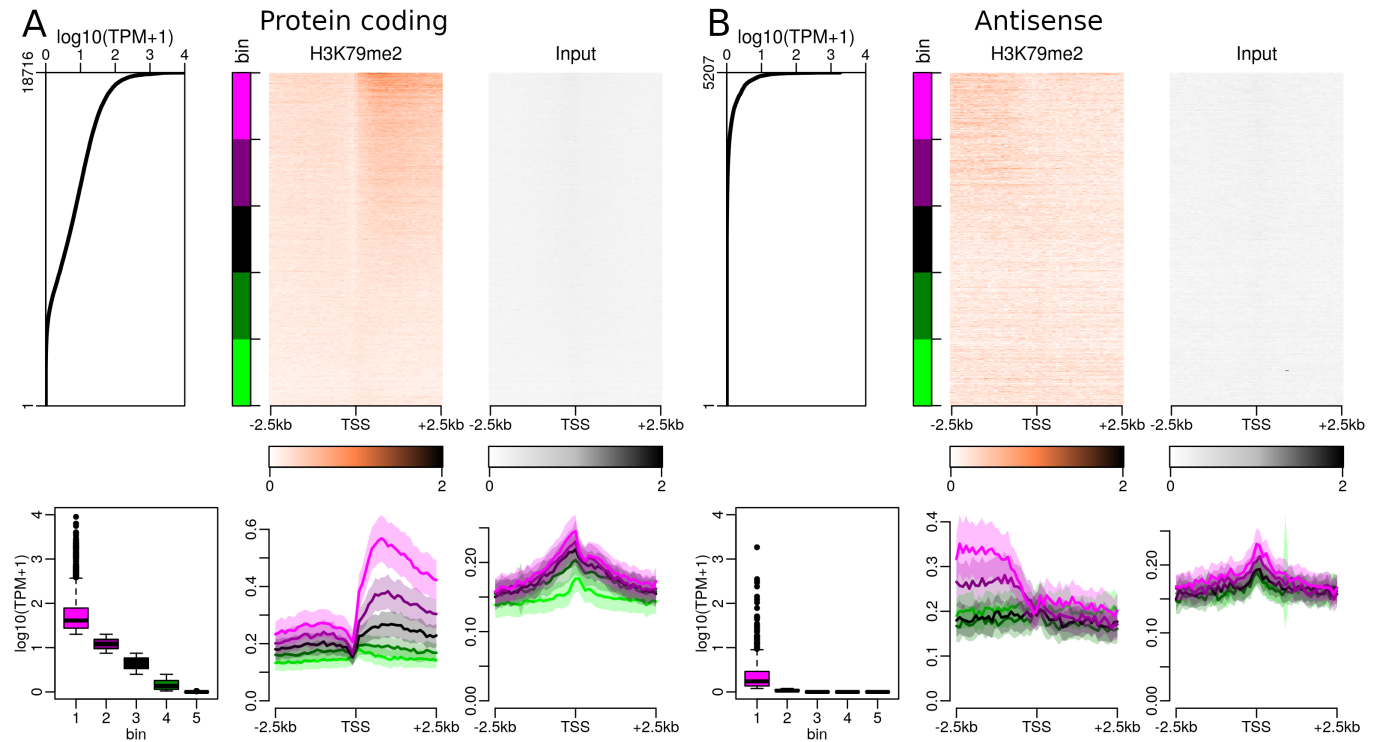 A
Protein coding
B
Antisense
log10(TPM+1)
bin
H3K79me2
Input
log10(TPM+1)
bin
H3K79me2
Input
0 1 2 3 4
0 1 2 3 4
18716
1
5207
1
-2.5kb TSS +2.5kb
-2.5kb TSS +2.5kb
-2.5kb TSS +2.5kb
-2.5kb TSS +2.5kb
0 2
0 2
0 2
0 2
log10(TPM+1)
0 1 2 3 4
1 2 3 4 5
bin
0.0 0.2 0.4 0.6
-2.5kb TSS +2.5kb
0.00 0.10 0.20
-2.5kb TSS +2.5kb
log10(TPM+1)
0 1 2 3 4
1 2 3 4 5
bin
0.0 0.1 0.2 0.3 0.4
-2.5kb TSS +2.5kb
0.00 0.10 0.20
-2.5kb TSS +2.5kb